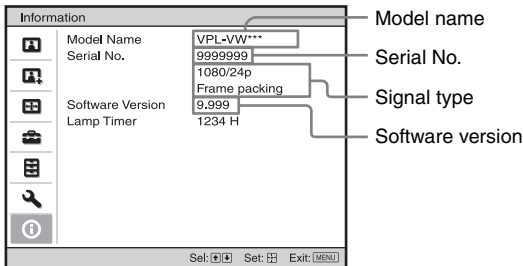 Information
Model Name VPL-VW***
Serial No. 9999999
1080/24p
Frame packing
Software Version 9.999
Lamp Timer 1234 H
Sel: Set: Exit: MENU
Model name
Serial No.
Signal type
Software version